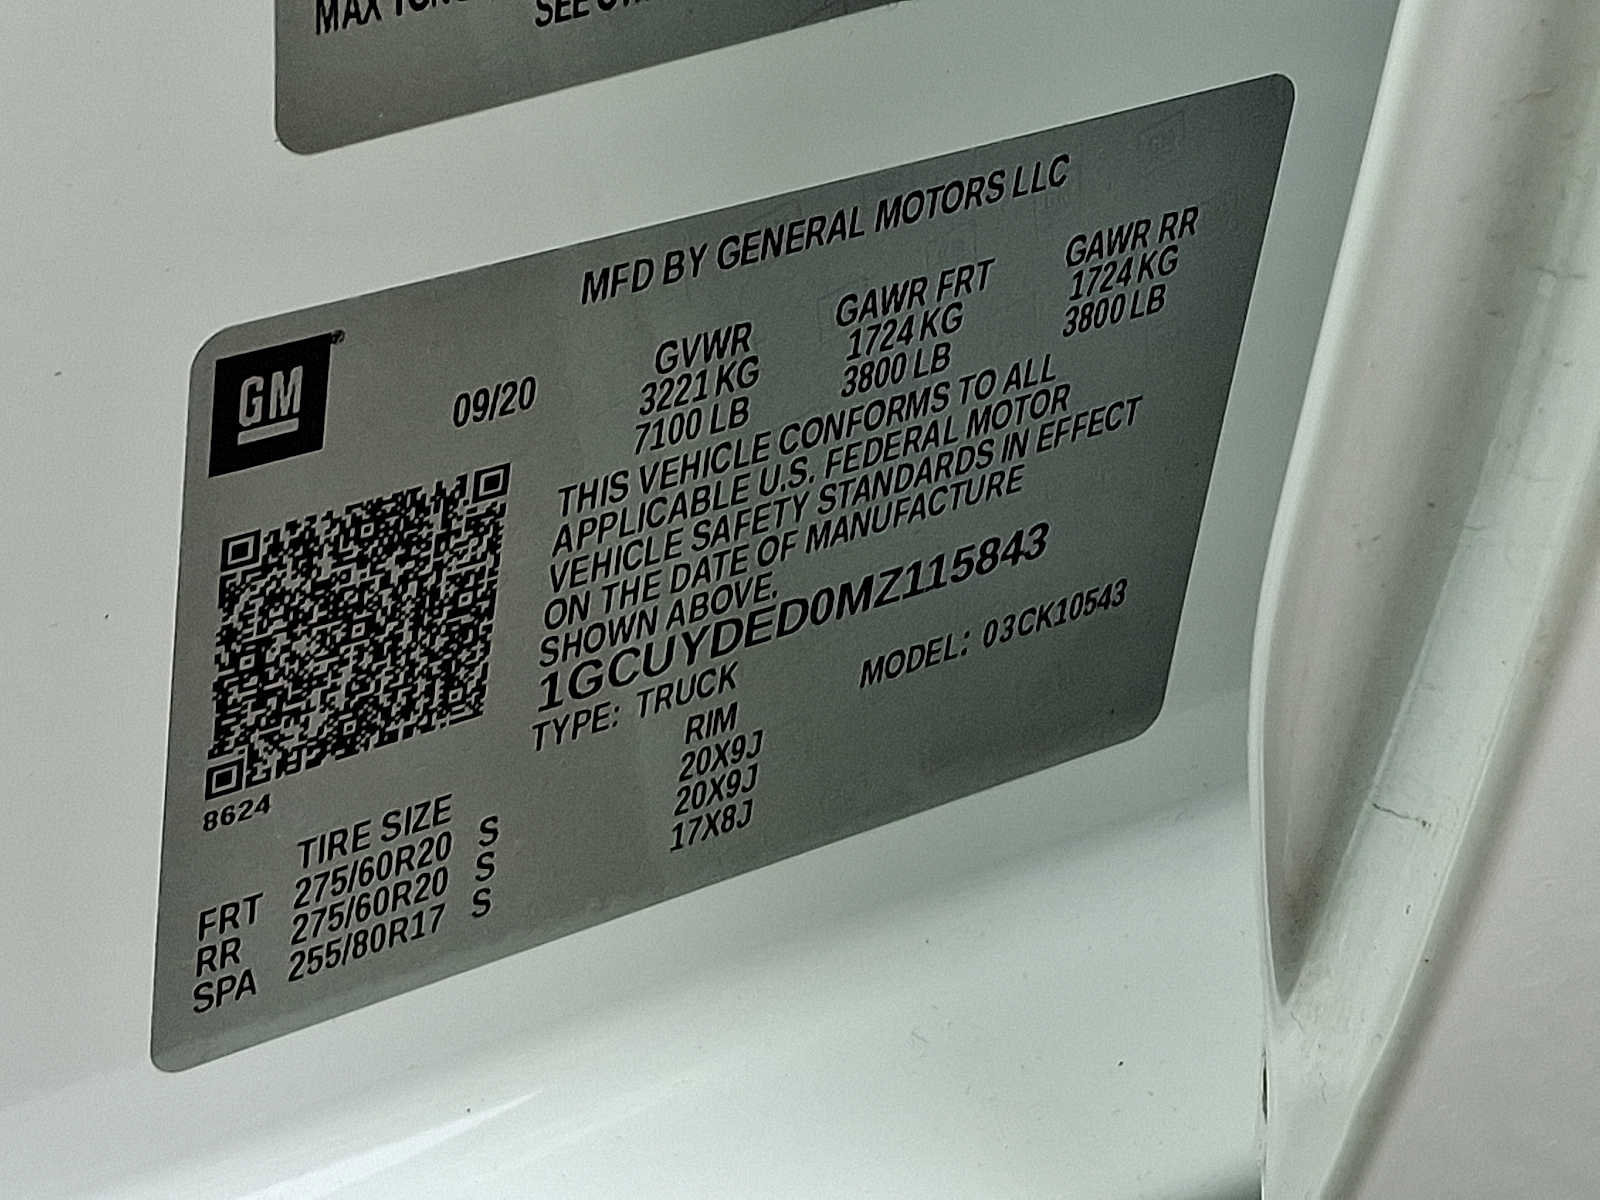 MAX
SEE
MFD BY GENERAL MOTORS LLC
GM
09/20
GVWR GAWR FRT GAWR RR
3221 KG 1724 KG 1724 KG
7100 LB 3800 LB 3800 LB
THIS VEHICLE CONFORMS TO ALL
APPLICABLE U.S. FEDERAL MOTOR
VEHICLE SAFETY STANDARDS IN EFFECT
ON THE DATE OF MANUFACTURE
SHOWN ABOVE.
1GCUYDED0MZ115843
TYPE: TRUCK MODEL: 03CK10543
8624
TIRE SIZE RIM
FRT 275/60R20 S 20X9J
RR 275/60R20 S 20X9J
SPA 255/80R17 S 17X8J